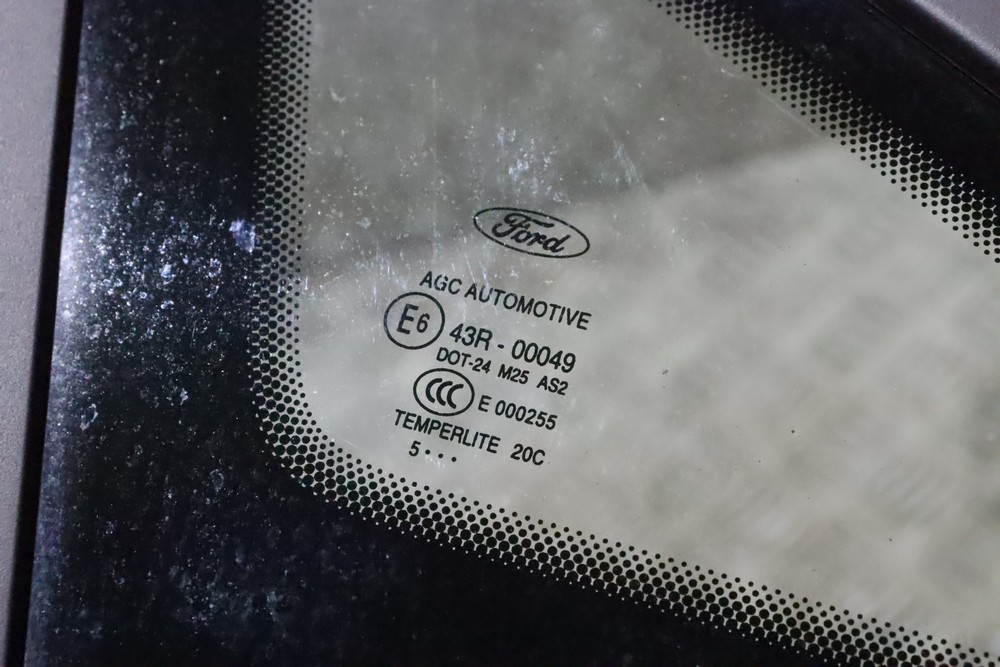 Ford
AGC AUTOMOTIVE
E6 43R - 00049
DOT-24 M25 AS2
CCC E 000255
TEMPERLITE 20C
5...